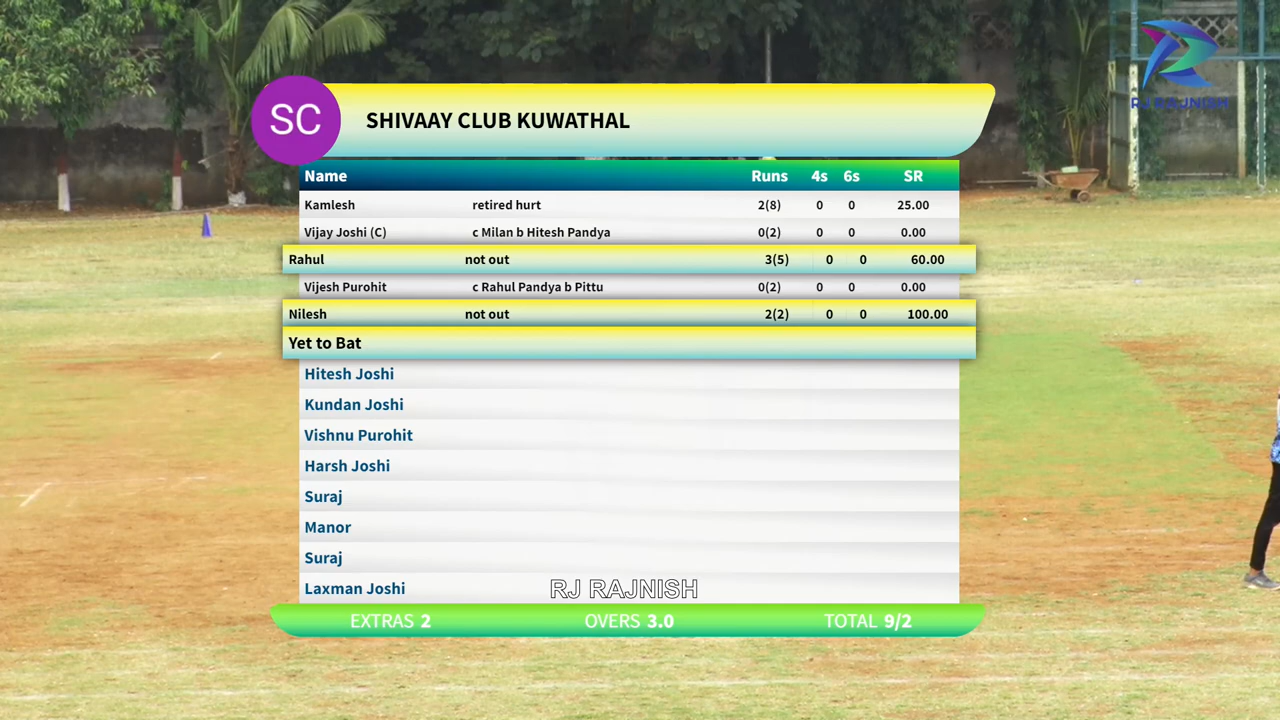 RJ RAJNISH
SC SHIVAAY CLUB KUWATHAL
Name Runs 4s 6s SR
Kamlesh retired hurt 2(8) 0 0 25.00
Vijay Joshi (C) c Milan b Hitesh Pandya 0(2) 0 0 0.00
Rahul not out 3(5) 0 0 60.00
Vijesh Purohit c Rahul Pandya b Pittu 0(2) 0 0 0.00
Nilesh not out 2(2) 0 0 100.00
Yet to Bat
Hitesh Joshi
Kundan Joshi
Vishnu Purohit
Harsh Joshi
Suraj
Manor
Suraj
Laxman Joshi
RJ RAJNISH
EXTRAS 2 OVERS 3.0 TOTAL 9/2